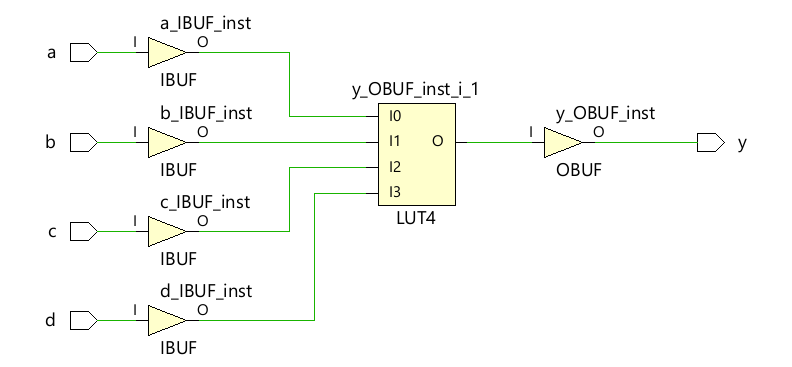 a_IBUF_inst
a
I
O
IBUF
y_OBUF_inst_i_1
b_IBUF_inst
b
I
O
IBUF
I0
I1
I2
I3
O
LUT4
y_OBUF_inst
I
O
OBUF
y
c_IBUF_inst
c
I
O
IBUF
d_IBUF_inst
d
I
O
IBUF